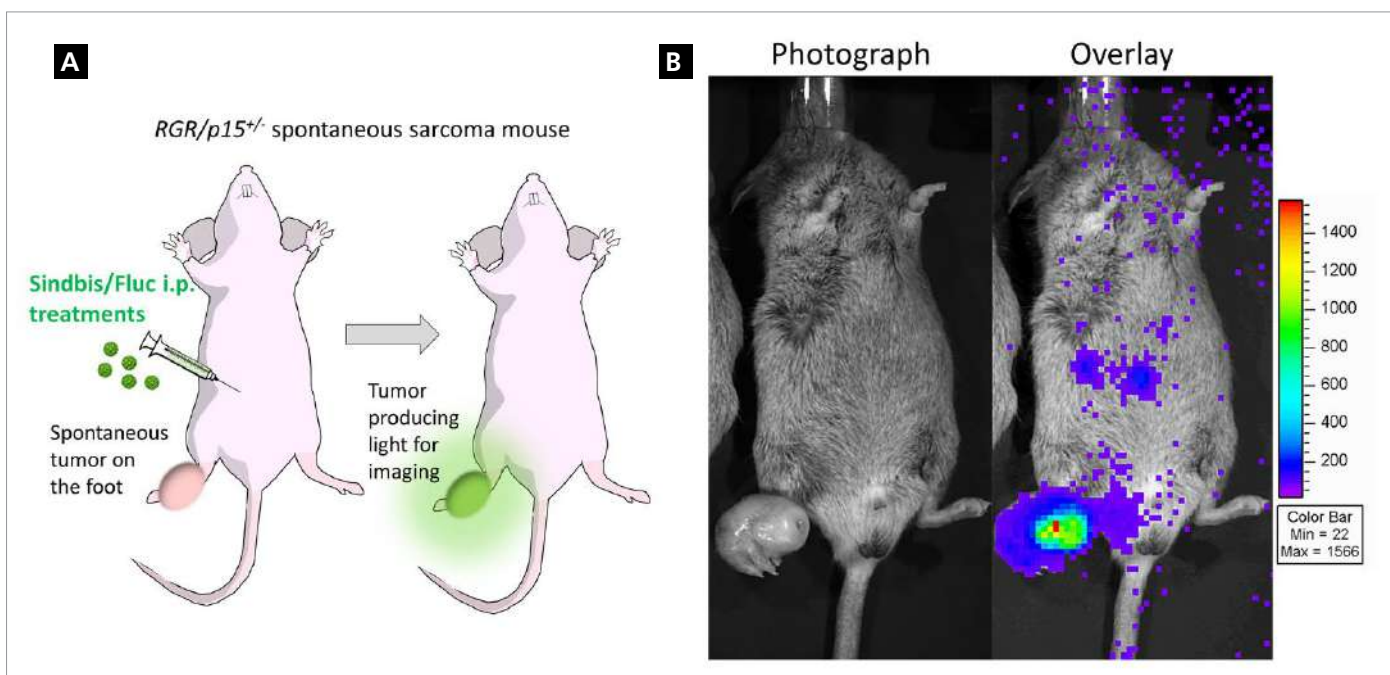 A
RGR/p15+/- spontaneous sarcoma mouse
Sindbis/Fluc i.p.
treatments
Spontaneous
tumor on
the foot
Tumor
producing
light for
imaging
B
Photograph
Overlay
1400
1200
1000
800
600
400
200
Color Bar
Min = 22
Max = 1566